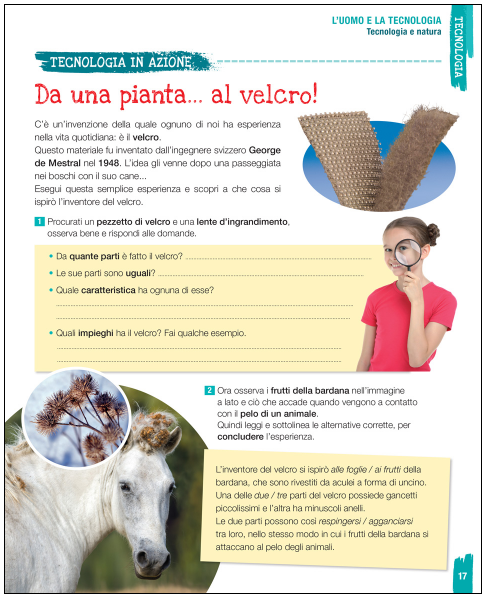 L'UOMO E LA TECNOLOGIA
Tecnologia e natura
TECNOLOGIA
TECNOLOGIA IN AZIONE
Da una pianta... al velcro!
C'è un'invenzione della quale ognuno di noi ha esperienza
nella vita quotidiana: è il velcro.
Questo materiale fu inventato dall'ingegnere svizzero George
de Mestral nel 1948. L'idea gli venne dopo una passeggiata
nei boschi con il suo cane...
Esegui questa semplice esperienza e scopri a che cosa si
ispirò l'inventore del velcro.
1 Procurati un pezzetto di velcro e una lente d'ingrandimento,
osserva bene e rispondi alle domande.
• Da quante parti è fatto il velcro?
• Le sue parti sono uguali?
• Quale caratteristica ha ognuna di esse?
• Quali impieghi ha il velcro? Fai qualche esempio.
2 Ora osserva i frutti della bardana nell'immagine
a lato e ciò che accade quando vengono a contatto
con il pelo di un animale.
Quindi leggi e sottolinea le alternative corrette, per
concludere l'esperienza.
L'inventore del velcro si ispirò alle foglie / ai frutti della
bardana, che sono rivestiti da aculei a forma di uncino.
Una delle due / tre parti del velcro possiede gancetti
piccolissimi e l'altra ha minuscoli anelli.
Le due parti possono così respingersi / agganciarsi
tra loro, nello stesso modo in cui i frutti della bardana si
attaccano al pelo degli animali.
17